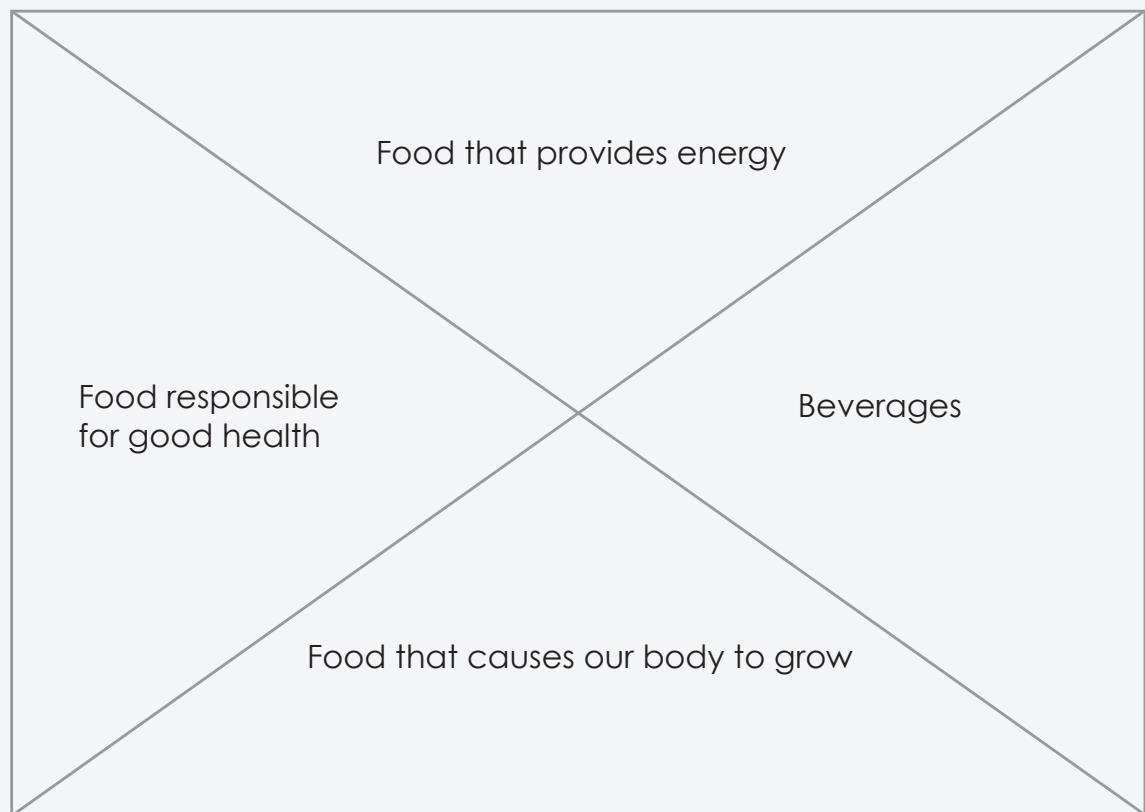 Food that provides energy
Food responsible
for good health
Beverages
Food that causes our body to grow